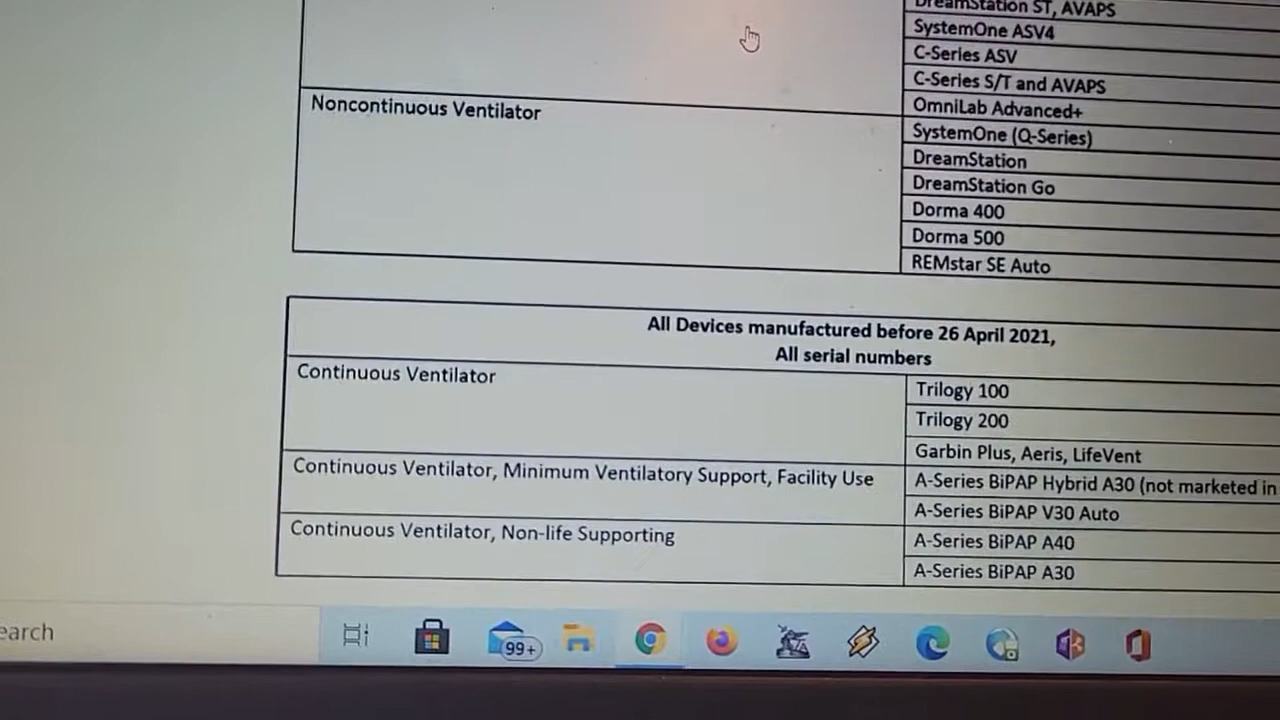 DreamStation ST, AVAPS
SystemOne ASV4
C-Series ASV
C-Series S/T and AVAPS
OmniLab Advanced+
Noncontinuous Ventilator
SystemOne (Q-Series)
DreamStation
DreamStation Go
Dorma 400
Dorma 500
REMstar SE Auto
All Devices manufactured before 26 April 2021,
All serial numbers
Continuous Ventilator
Trilogy 100
Trilogy 200
Garbin Plus, Aeris, LifeVent
Continuous Ventilator, Minimum Ventilatory Support, Facility Use
A-Series BiPAP Hybrid A30 (not marketed in
A-Series BiPAP V30 Auto
Continuous Ventilator, Non-life Supporting
A-Series BiPAP A40
A-Series BiPAP A30
earch
99+